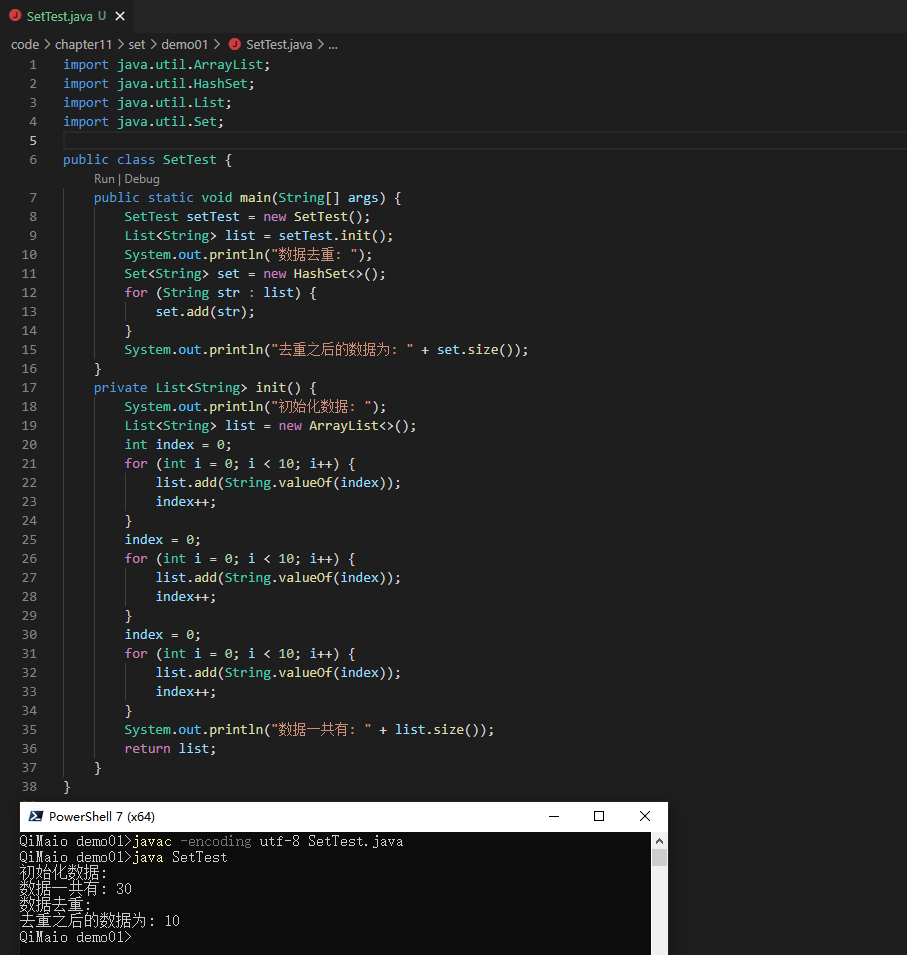 SetTest.java U
code > chapter11 > set > demo01 > SetTest.java > ...
1 import java.util.ArrayList;
2 import java.util.HashSet;
3 import java.util.List;
4 import java.util.Set;
5
6 public class SetTest {
Run | Debug
7 public static void main(String[] args) {
8 SetTest setTest = new SetTest();
9 List<String> list = setTest.init();
10 System.out.println("数据去重: ");
11 Set<String> set = new HashSet<>();
12 for (String str : list) {
13 set.add(str);
14 }
15 System.out.println("去重之后的数据为: " + set.size());
16 }
17 private List<String> init() {
18 System.out.println("初始化数据: ");
19 List<String> list = new ArrayList<>();
20 int index = 0;
21 for (int i = 0; i < 10; i++) {
22 list.add(String.valueOf(index));
23 index++;
24 }
25 index = 0;
26 for (int i = 0; i < 10; i++) {
27 list.add(String.valueOf(index));
28 index++;
29 }
30 index = 0;
31 for (int i = 0; i < 10; i++) {
32 list.add(String.valueOf(index));
33 index++;
34 }
35 System.out.println("数据一共有: " + list.size());
36 return list;
37 }
38 }
PowerShell 7 (x64)
QiMaio demo01>javac -encoding utf-8 SetTest.java
QiMaio demo01>java SetTest
初始化数据:
数据一共有: 30
数据去重:
去重之后的数据为: 10
QiMaio demo01>